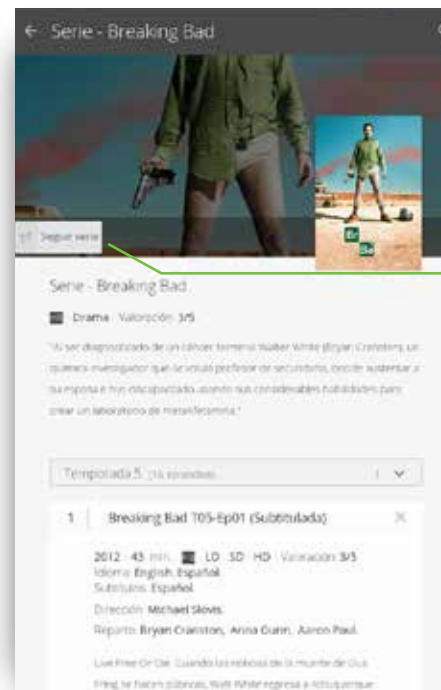 Serie - Breaking Bad
Br
Ba
Seguir serie
Serie - Breaking Bad
Drama Valoración 3/5
"Al ser diagnosticado de un cáncer terminal Walter White (Bryan Cranston), un
químico investigador que se volvió profesor de secundaria, decide sustentar a
su esposa e hijo discapacitado usando sus considerables habilidades para
crear un laboratorio de metanfetamina."
Temporada 5 (16 episodios)
1 Breaking Bad T05-Ep01 (Subtitulada)
2012 43 min. LD SD HD Valoración 3/5
Idioma English, Español.
Subtítulos Español.
Dirección Michael Slovis.
Reparto Bryan Cranston, Anna Gunn, Aaron Paul.
Live Free Or Die. Cuando las noticias de la muerte de Gus
Fring se hacen públicas, Walt White regresa a Albuquerque